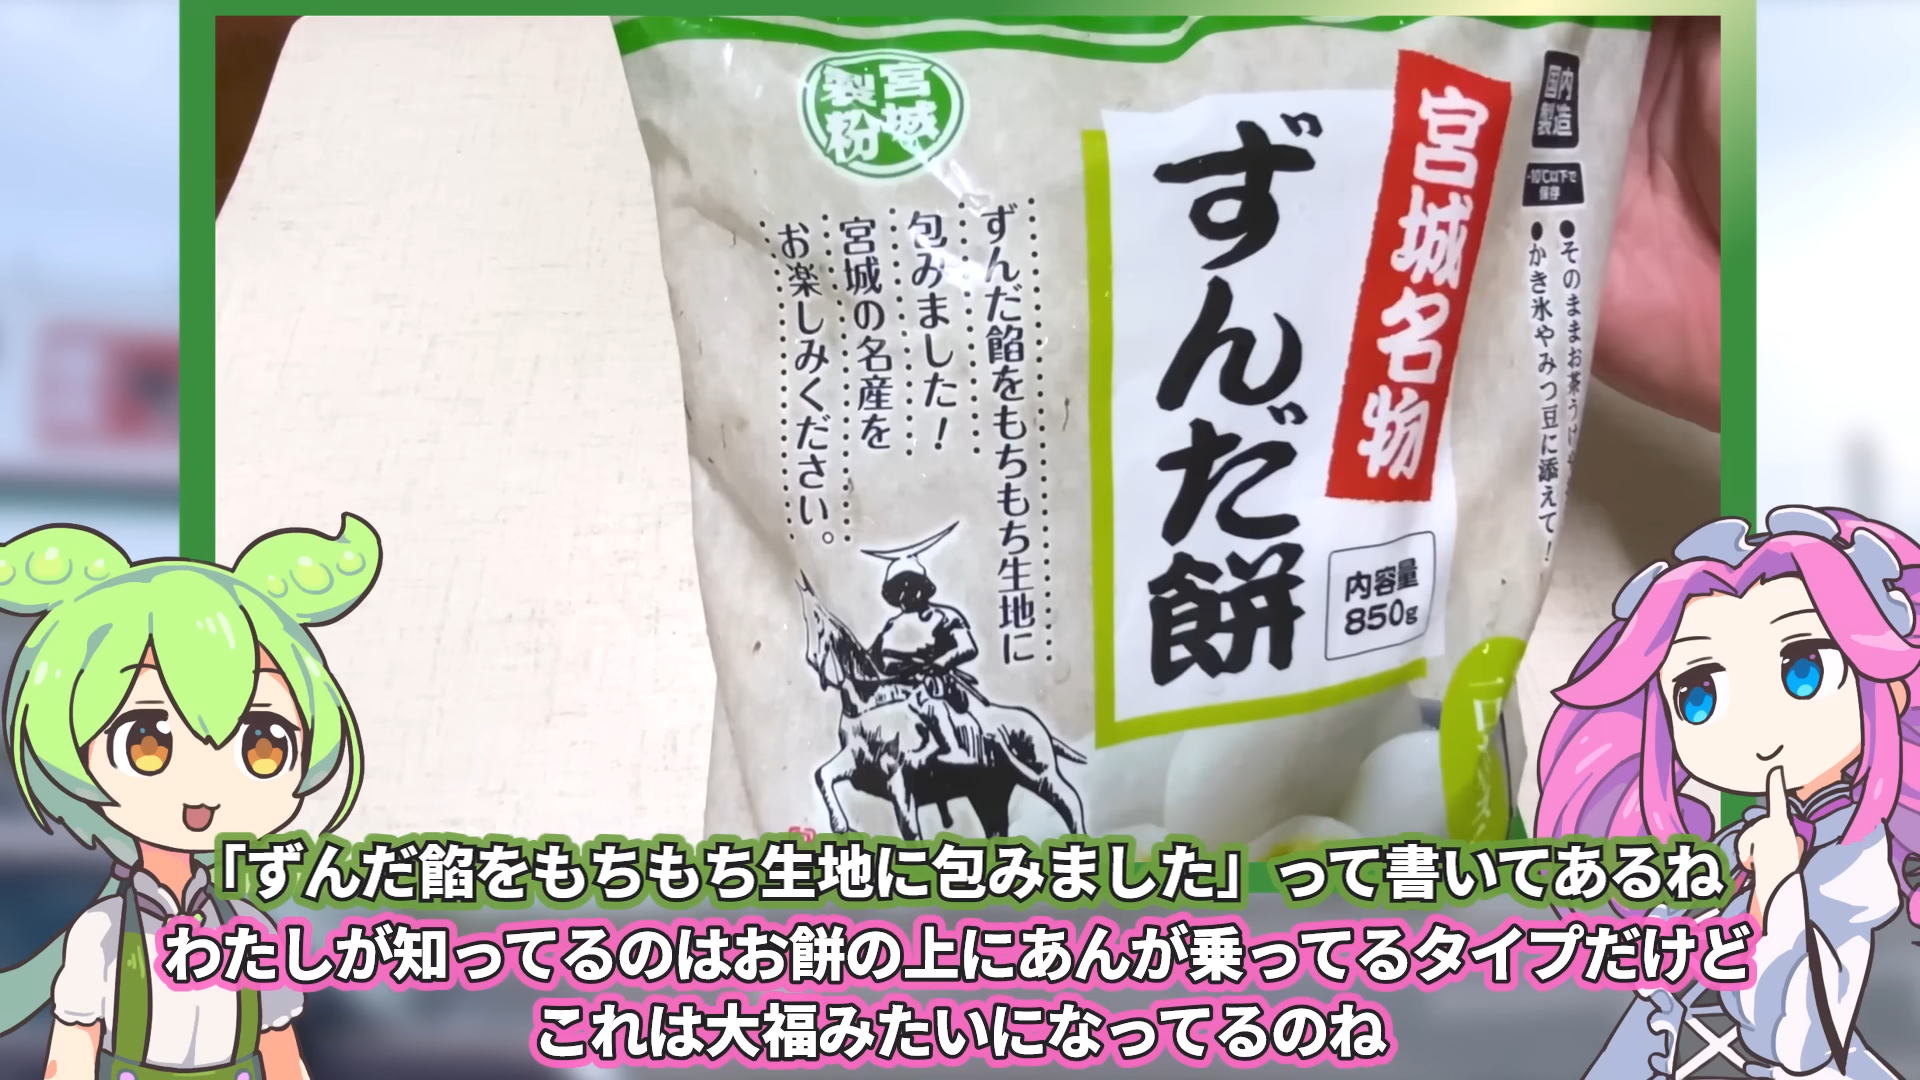 国内
製造
-10℃以下で
保存
●そのままお茶うけ
●かき氷やみつ豆に添えて!
宮城名物
ずんだ餅
内容量
850g
宮城
製粉
ずんだ餡をもちもち生地に
包みました!
宮城の名産を
お楽しみください。
「ずんだ餡をもちもち生地に包みました」って書いてあるね
わたしが知ってるのはお餅の上にあんが乗ってるタイプだけど
これは大福みたいになってるのね